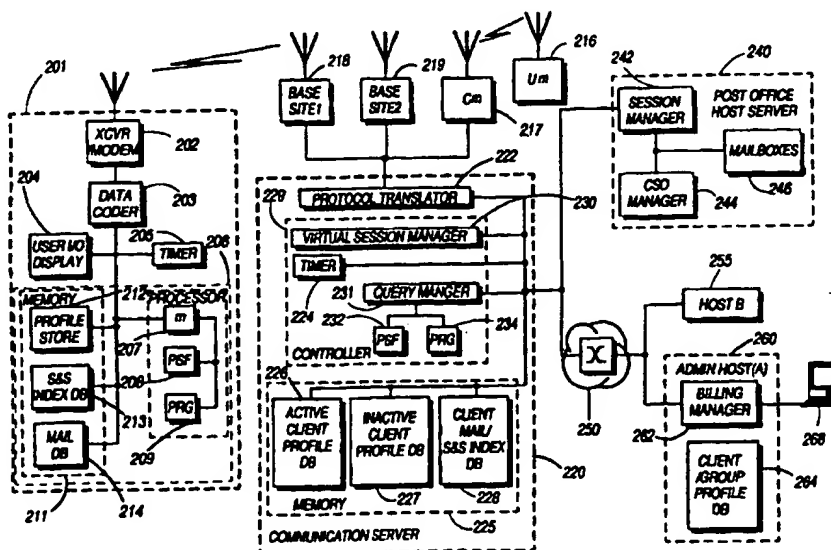 201
218
219
216
242
240
BASE
SITE1
BASE
SITE2
Cm
217
Um
SESSION
MANAGER
POST OFFICE
HOST SERVER
MAILBOXES
246
CSO
MANAGER
244
XCVR
/MODEM
202
204
DATA
CODER
203
205
206
USER I/O
DISPLAY
TIMER
222
PROTOCOL TRANSLATOR
229
230
VIRTUAL SESSION MANAGER
TIMER
224
231
QUERY MANGER
232
234
PSF
PRG
CONTROLLER
MEMORY
212
PROCESSOR
PROFILE
STORE
m
207
S&S
INDEX DB
213
PSF
208
MAIL
DB
PRG
209
211
214
226
ACTIVE
CLIENT
PROFILE
DB
INACTIVE
CLIENT
PROFILE DB
CLIENT
MAIL/
S&S INDEX
DB
227
228
MEMORY
220
225
COMMUNICATION SERVER
X
250
255
HOST B
260
ADMIN HOST(A)
BILLING
MANAGER
262
268
CLIENT
/GROUP
PROFILE
DB
264